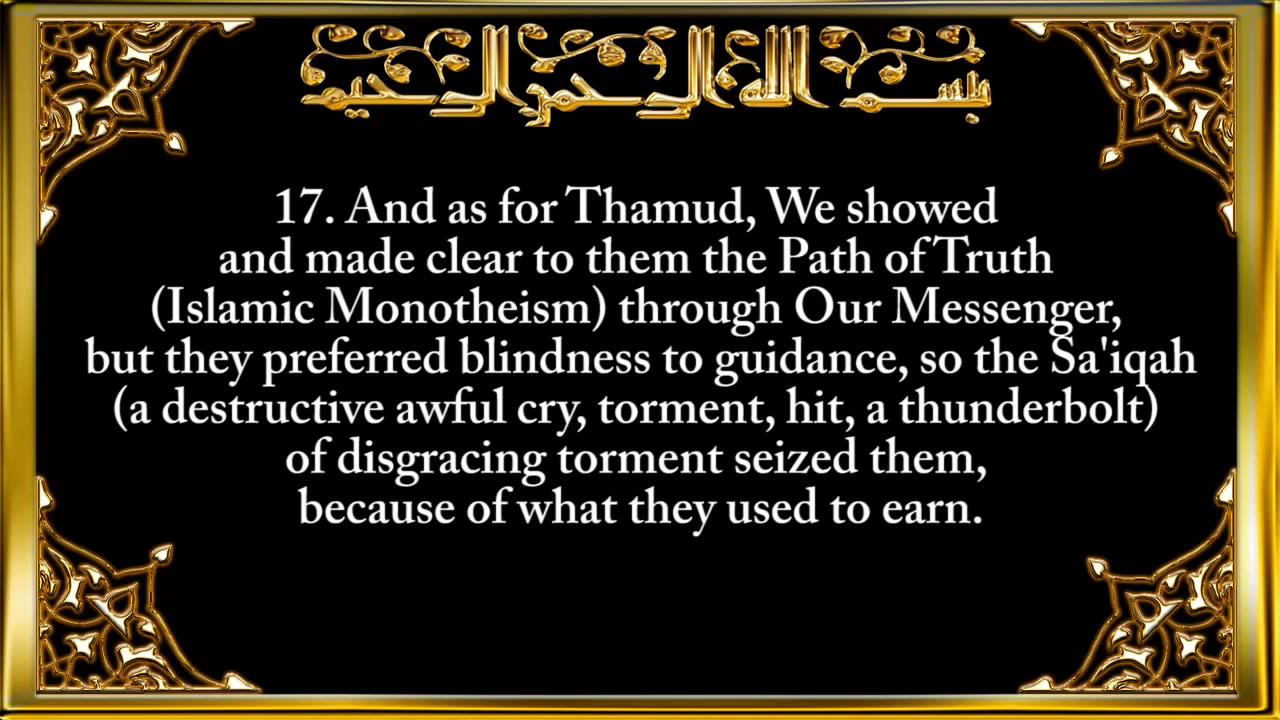 بسم الله الرحمن الرحيم
17. And as for Thamud, We showed
and made clear to them the Path of Truth
(Islamic Monotheism) through Our Messenger,
but they preferred blindness to guidance, so the Sa'iqah
(a destructive awful cry, torment, hit, a thunderbolt)
of disgracing torment seized them,
because of what they used to earn.